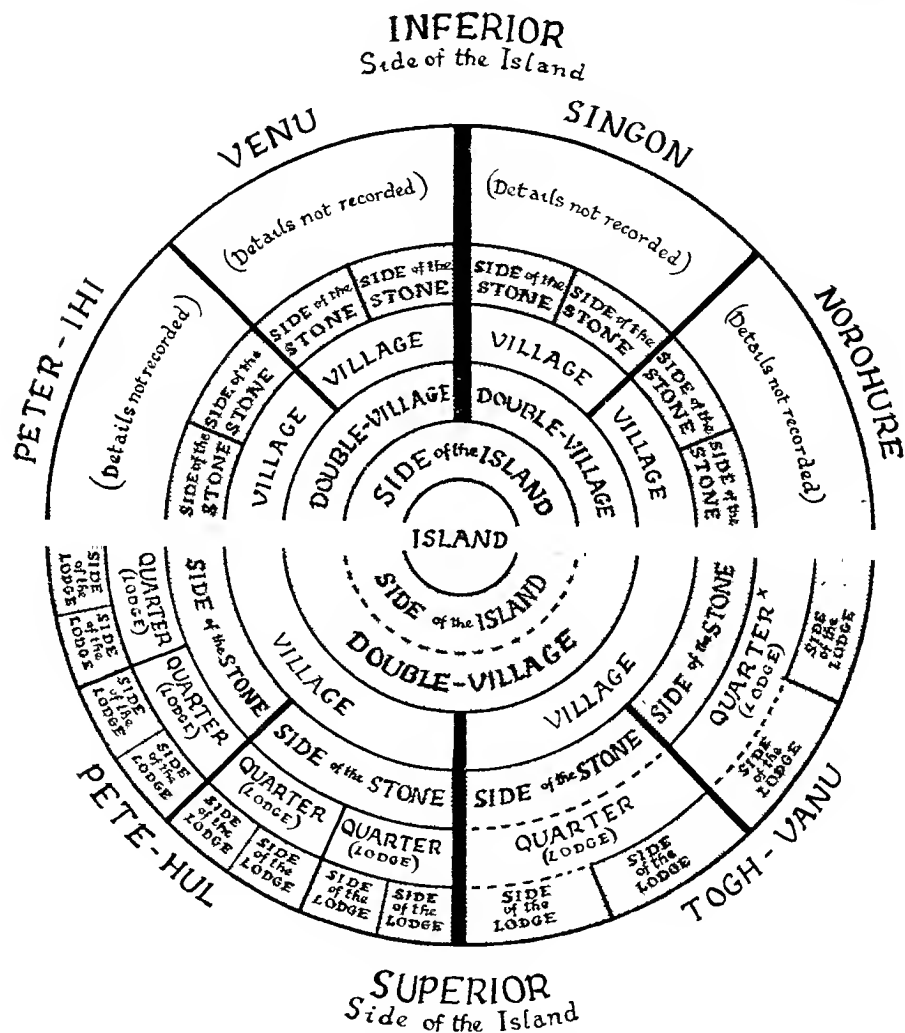 INFERIOR
Side of the Island
VENU
SINGON
PETER-IHI
NOROHURE
(Details not recorded)
(Details not recorded)
(Details not recorded)
(Details not recorded)
SIDE of the
STONE
SIDE of the
STONE
SIDE of the
STONE
SIDE of the
STONE
SIDE of the
STONE
SIDE of the
STONE
SIDE of the
STONE
SIDE of the
STONE
VILLAGE
VILLAGE
VILLAGE
VILLAGE
DOUBLE-VILLAGE
DOUBLE-VILLAGE
SIDE of the ISLAND
ISLAND
SIDE
of the ISLAND
DOUBLE-VILLAGE
VILLAGE
VILLAGE
SIDE of the STONE
SIDE of the STONE
SIDE of the STONE
SIDE of the STONE
QUARTER
(LODGE)
QUARTER
(LODGE)
QUARTER
(LODGE)
QUARTER
(LODGE)
QUARTER
(LODGE)
QUARTER x
(LODGE)
SIDE
of the
LODGE
SIDE
of the
LODGE
SIDE
of the
LODGE
SIDE
of the
LODGE
SIDE
of the
LODGE
SIDE
of the
LODGE
SIDE
of the
LODGE
SIDE
of the
LODGE
SIDE
of the
LODGE
SIDE
of the
LODGE
SIDE
of the
LODGE
SIDE
of the
LODGE
PETE-HUL
TOGH-VANU
SUPERIOR
Side of the Island